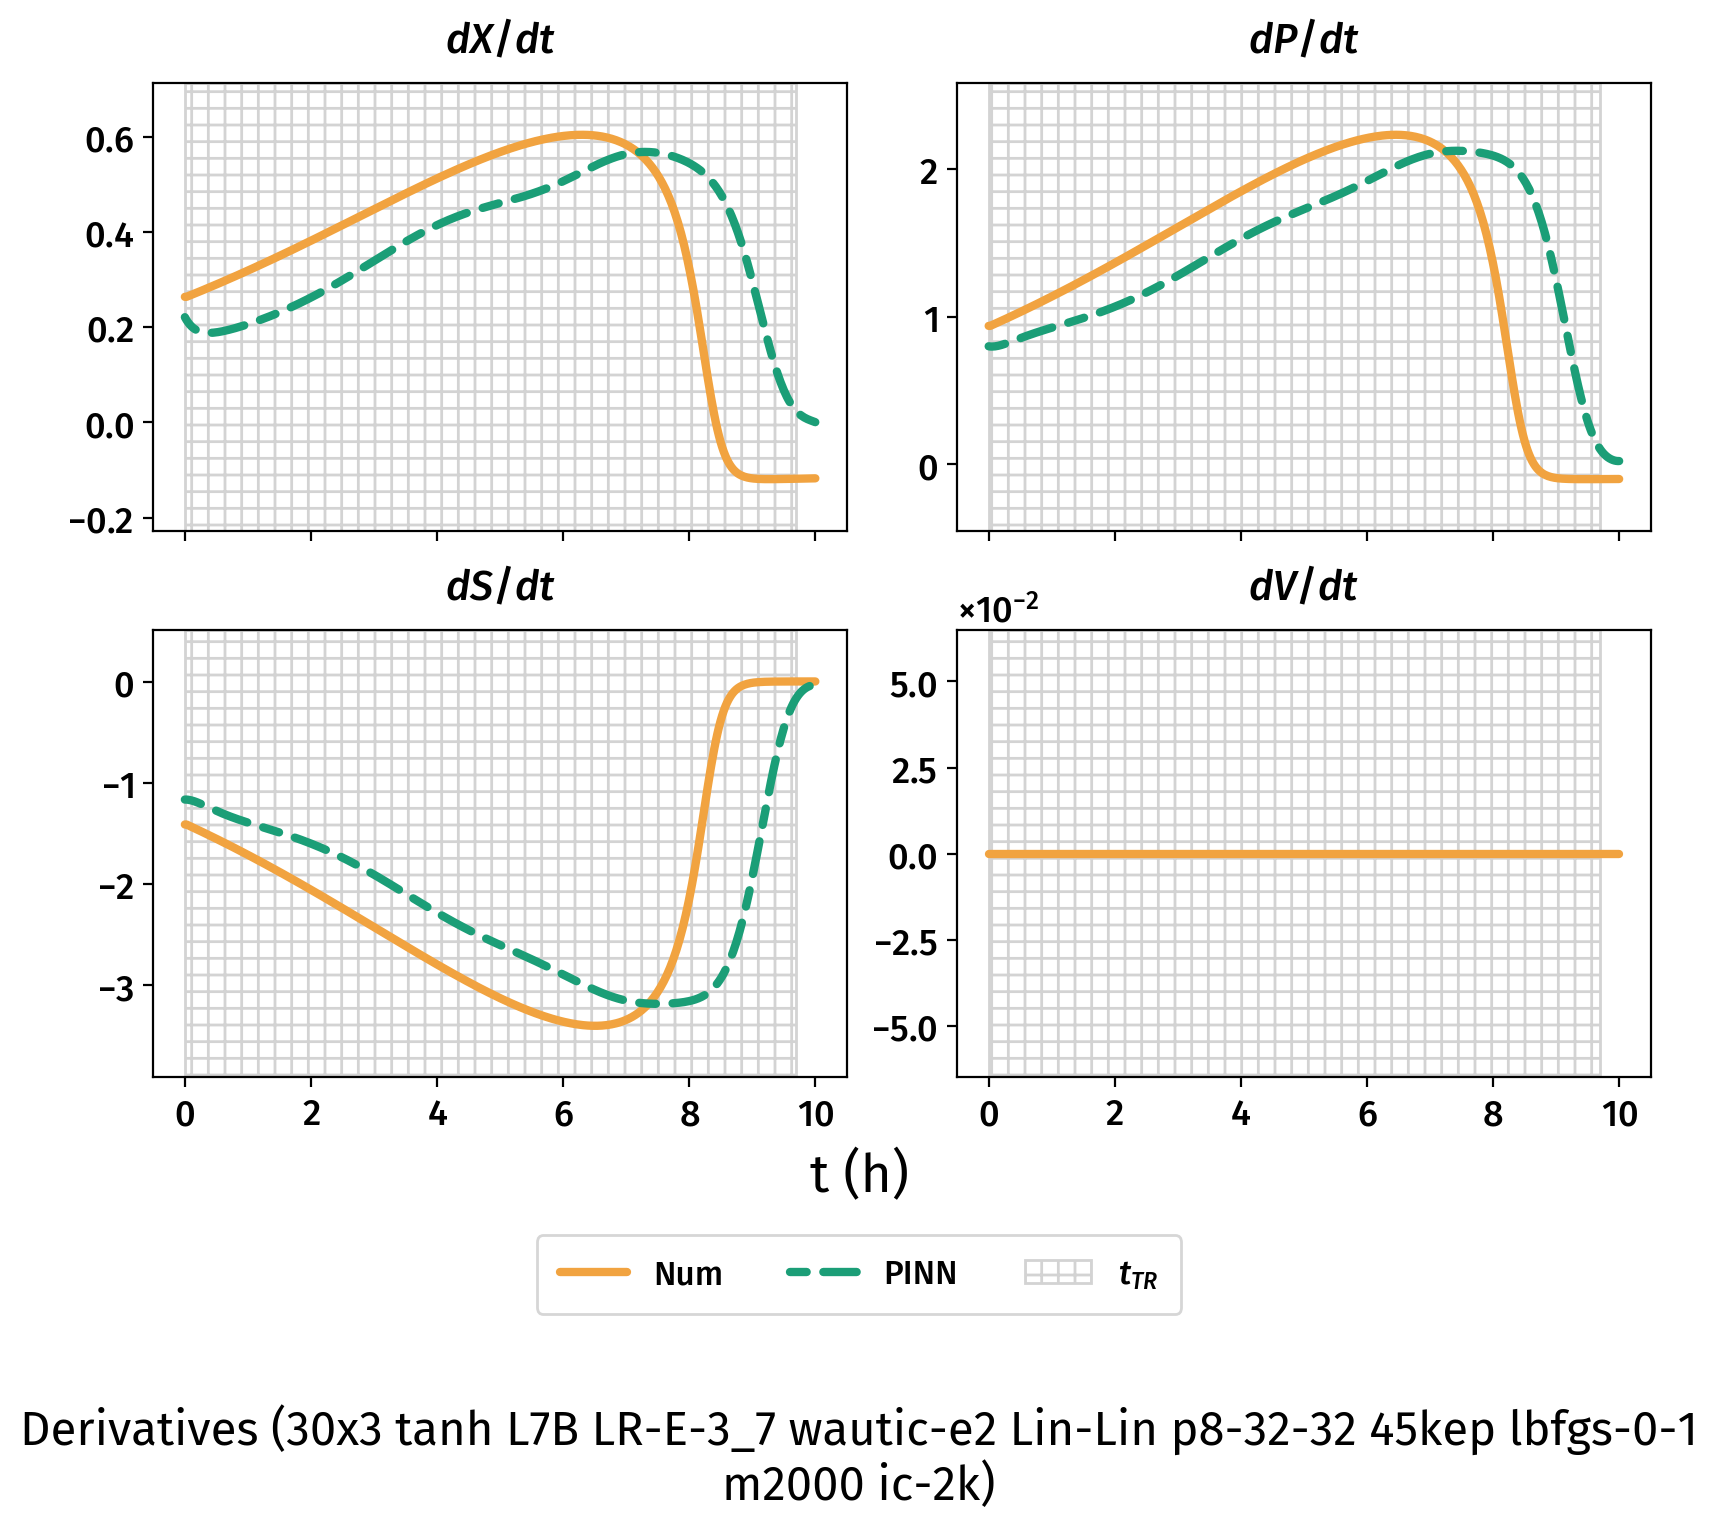 dX/dt
dP/dt
0.6
0.4
0.2
0.0
−0.2
2
1
0
dS/dt
dV/dt
×10⁻²
0
−1
−2
−3
5.0
2.5
0.0
−2.5
−5.0
0 2 4 6 8 10
0 2 4 6 8 10
t (h)
Num PINN t_TR
Derivatives (30x3 tanh L7B LR-E-3_7 wautic-e2 Lin-Lin p8-32-32 45kep lbfgs-0-1
m2000 ic-2k)